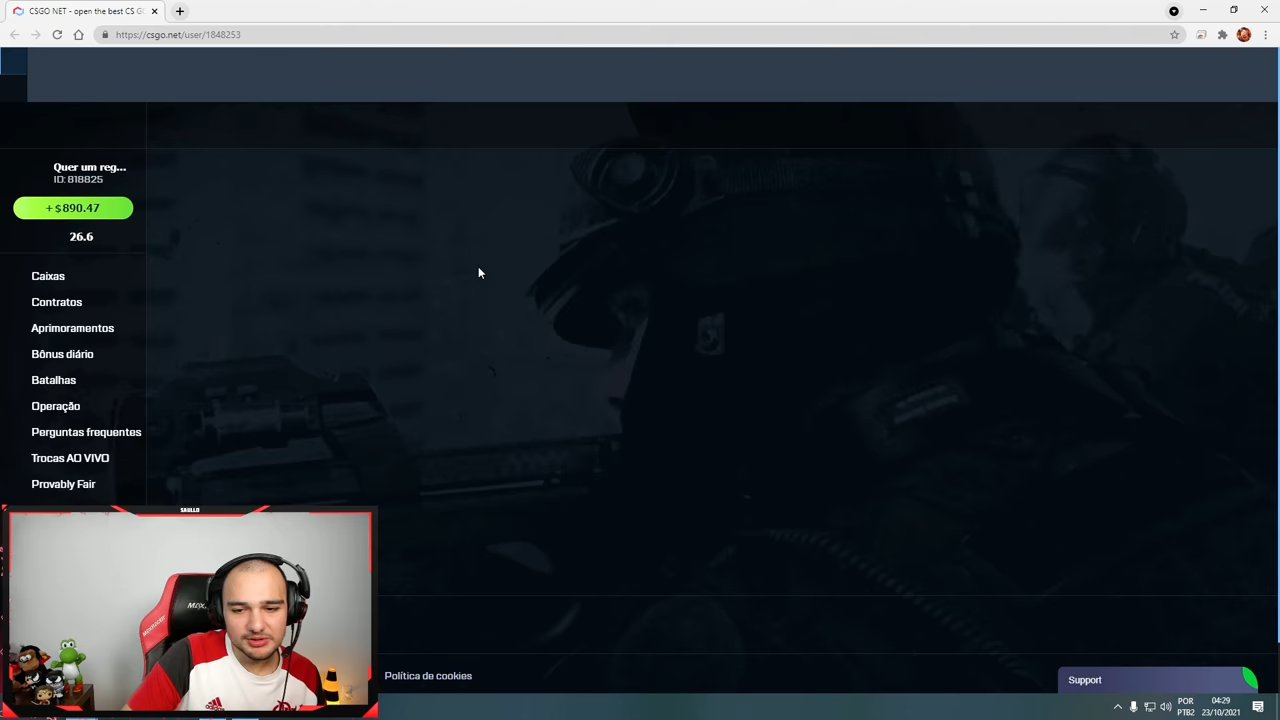 CSGO NET - open the best CS GO
https://csgo.net/user/1848253
Quer um reg...
ID: 818825
+ $890.47
26.6
Caixas
Contratos
Aprimoramentos
Bônus diário
Batalhas
Operação
Perguntas frequentes
Trocas AO VIVO
Provably Fair
SAULLO
Política de cookies
Support
POR
PTB2
04:29
23/10/2021